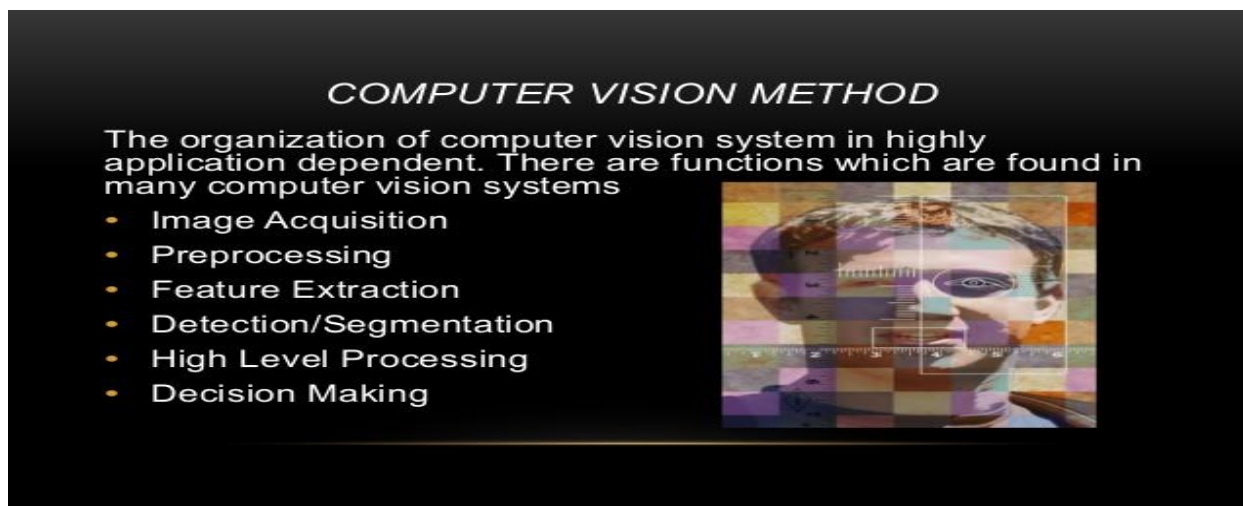 COMPUTER VISION METHOD
The organization of computer vision system in highly
application dependent. There are functions which are found in
many computer vision systems
• Image Acquisition
• Preprocessing
• Feature Extraction
• Detection/Segmentation
• High Level Processing
• Decision Making